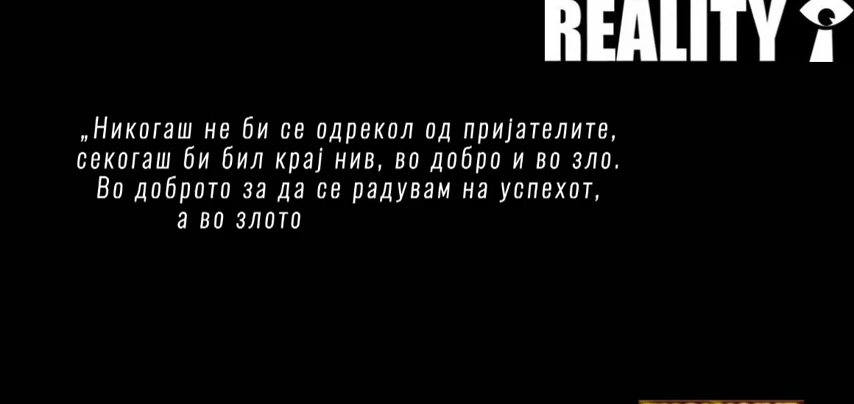 REALITY
„Никогаш не би се одрекол од пријателите,
секогаш би бил крај нив, во добро и во зло.
Во доброто за да се радувам на успехот,
а во злото